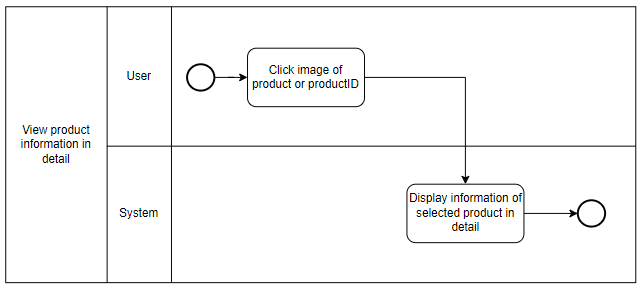 View product
information in
detail
User
Click image of
product or productID
System
Display information of
selected product in
detail